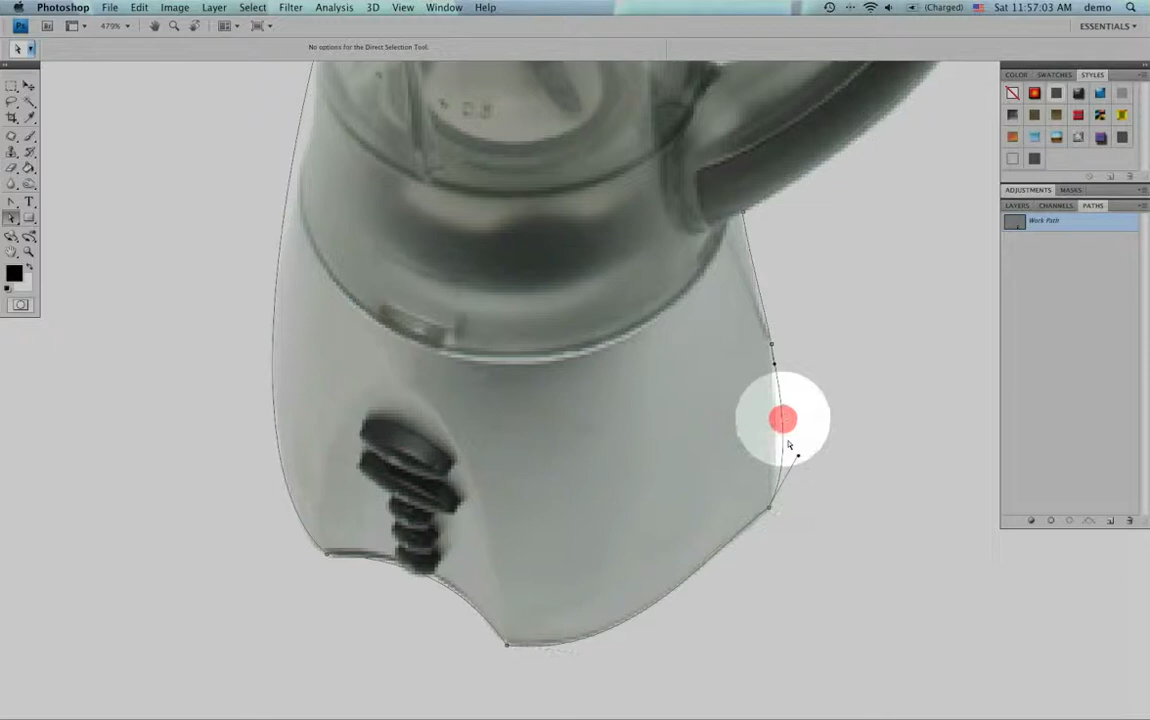 Photoshop File Edit Image Layer Select Filter Analysis 3D View Window Help (Charged) Sat 11:57:03 AM demo
479% ESSENTIALS
No options for the Direct Selection Tool.
COLOR SWATCHES STYLES
ADJUSTMENTS MASKS
LAYERS CHANNELS PATHS
Work Path